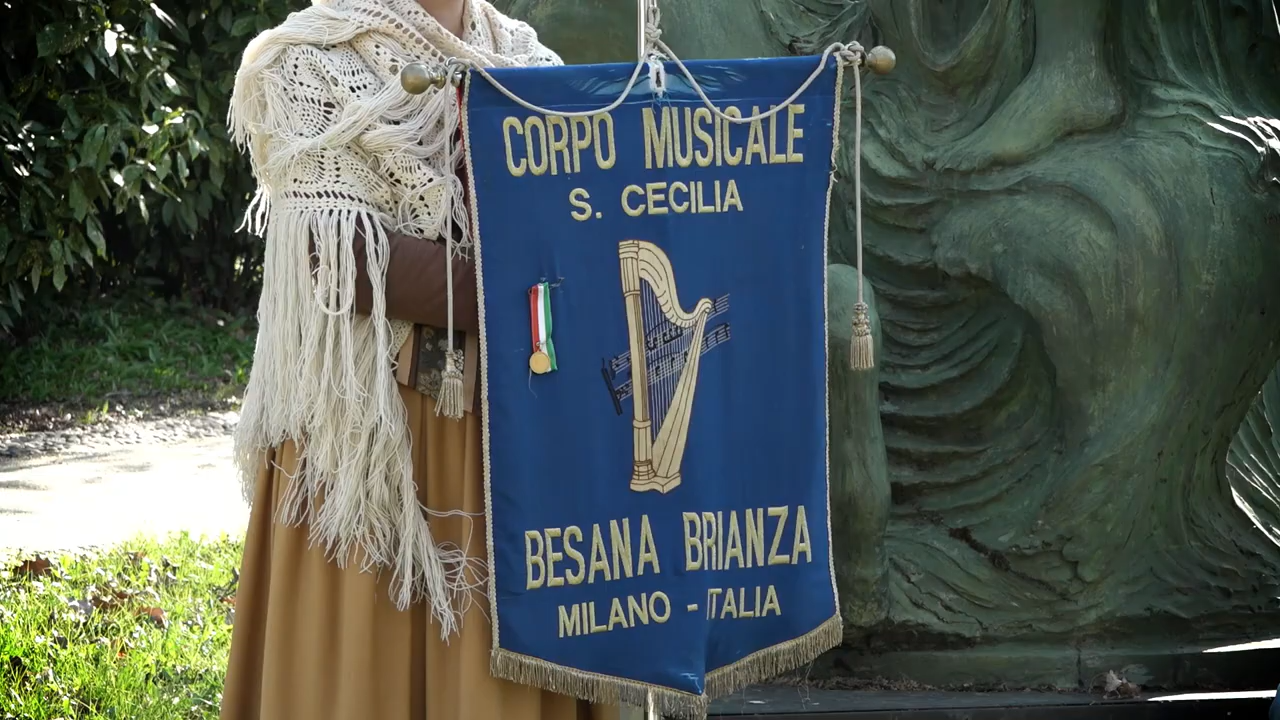 CORPO MUSICALE
S. CECILIA
BESANA BRIANZA
MILANO - ITALIA